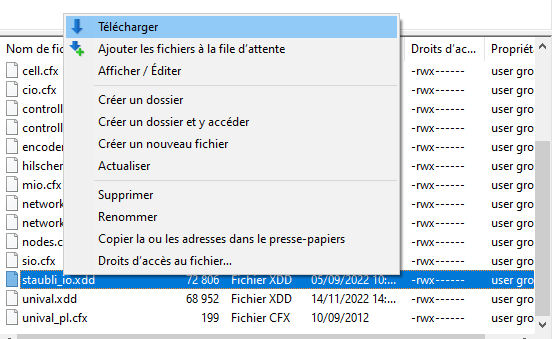 Nom de fic Droits d'ac... Propriét
Télécharger
Ajouter les fichiers à la file d'attente
Afficher / Éditer
Créer un dossier
Créer un dossier et y accéder
Créer un nouveau fichier
Actualiser
Supprimer
Renommer
Copier la ou les adresses dans le presse-papiers
Droits d'accès au fichier...
cell.cfx -rwx------ user gro
cio.cfx -rwx------ user gro
controll -rwx------ user gro
controll -rwx------ user gro
encoder -rwx------ user gro
hilscher -rwx------ user gro
mio.cfx -rwx------ user gro
network -rwx------ user gro
network -rwx------ user gro
nodes.c -rwx------ user gro
sio.cfx -rwx------ user gro
staubli_io.xdd 72 806 Fichier XDD 05/09/2022 10:... -rwx------ user gro
unival.xdd 68 952 Fichier XDD 14/11/2022 14:... -rwx------ user gro
unival_pl.cfx 199 Fichier CFX 10/09/2012 -rwx------ user gro